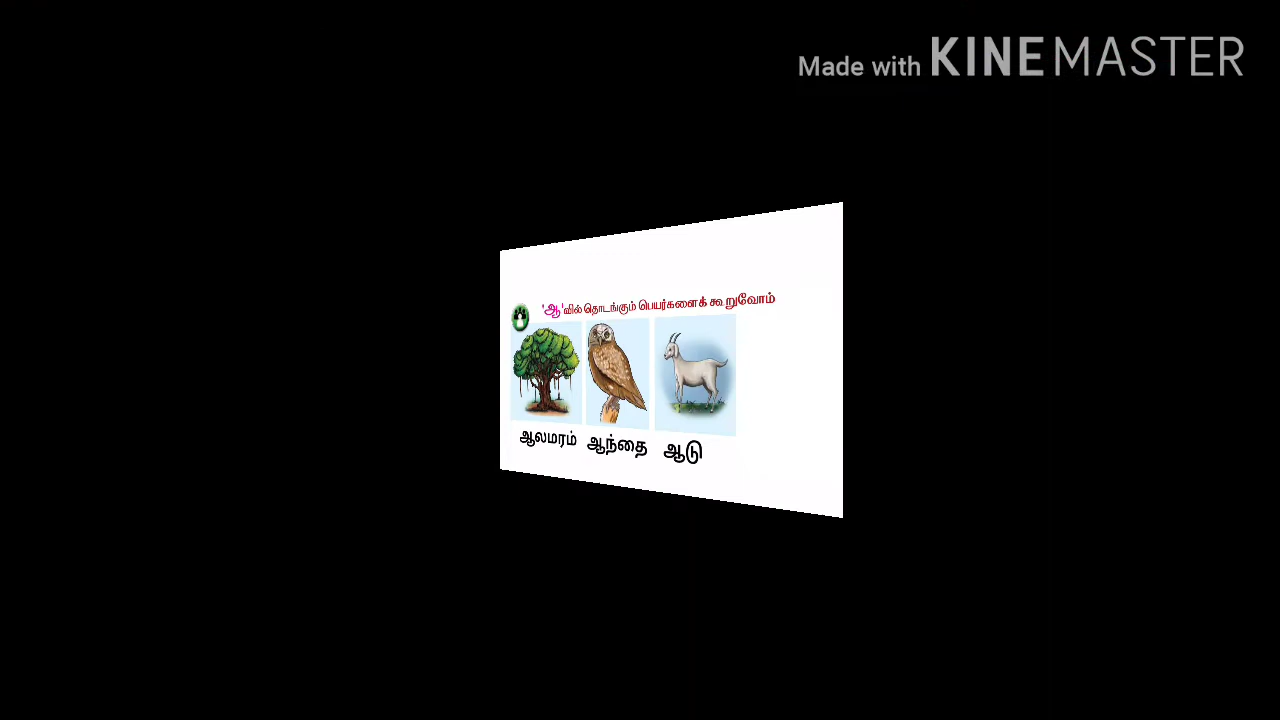 Made with KINEMASTER
'ஆ'வில் தொடங்கும் பெயர்களைக் கூறுவோம்
ஆலமரம் ஆந்தை ஆடு